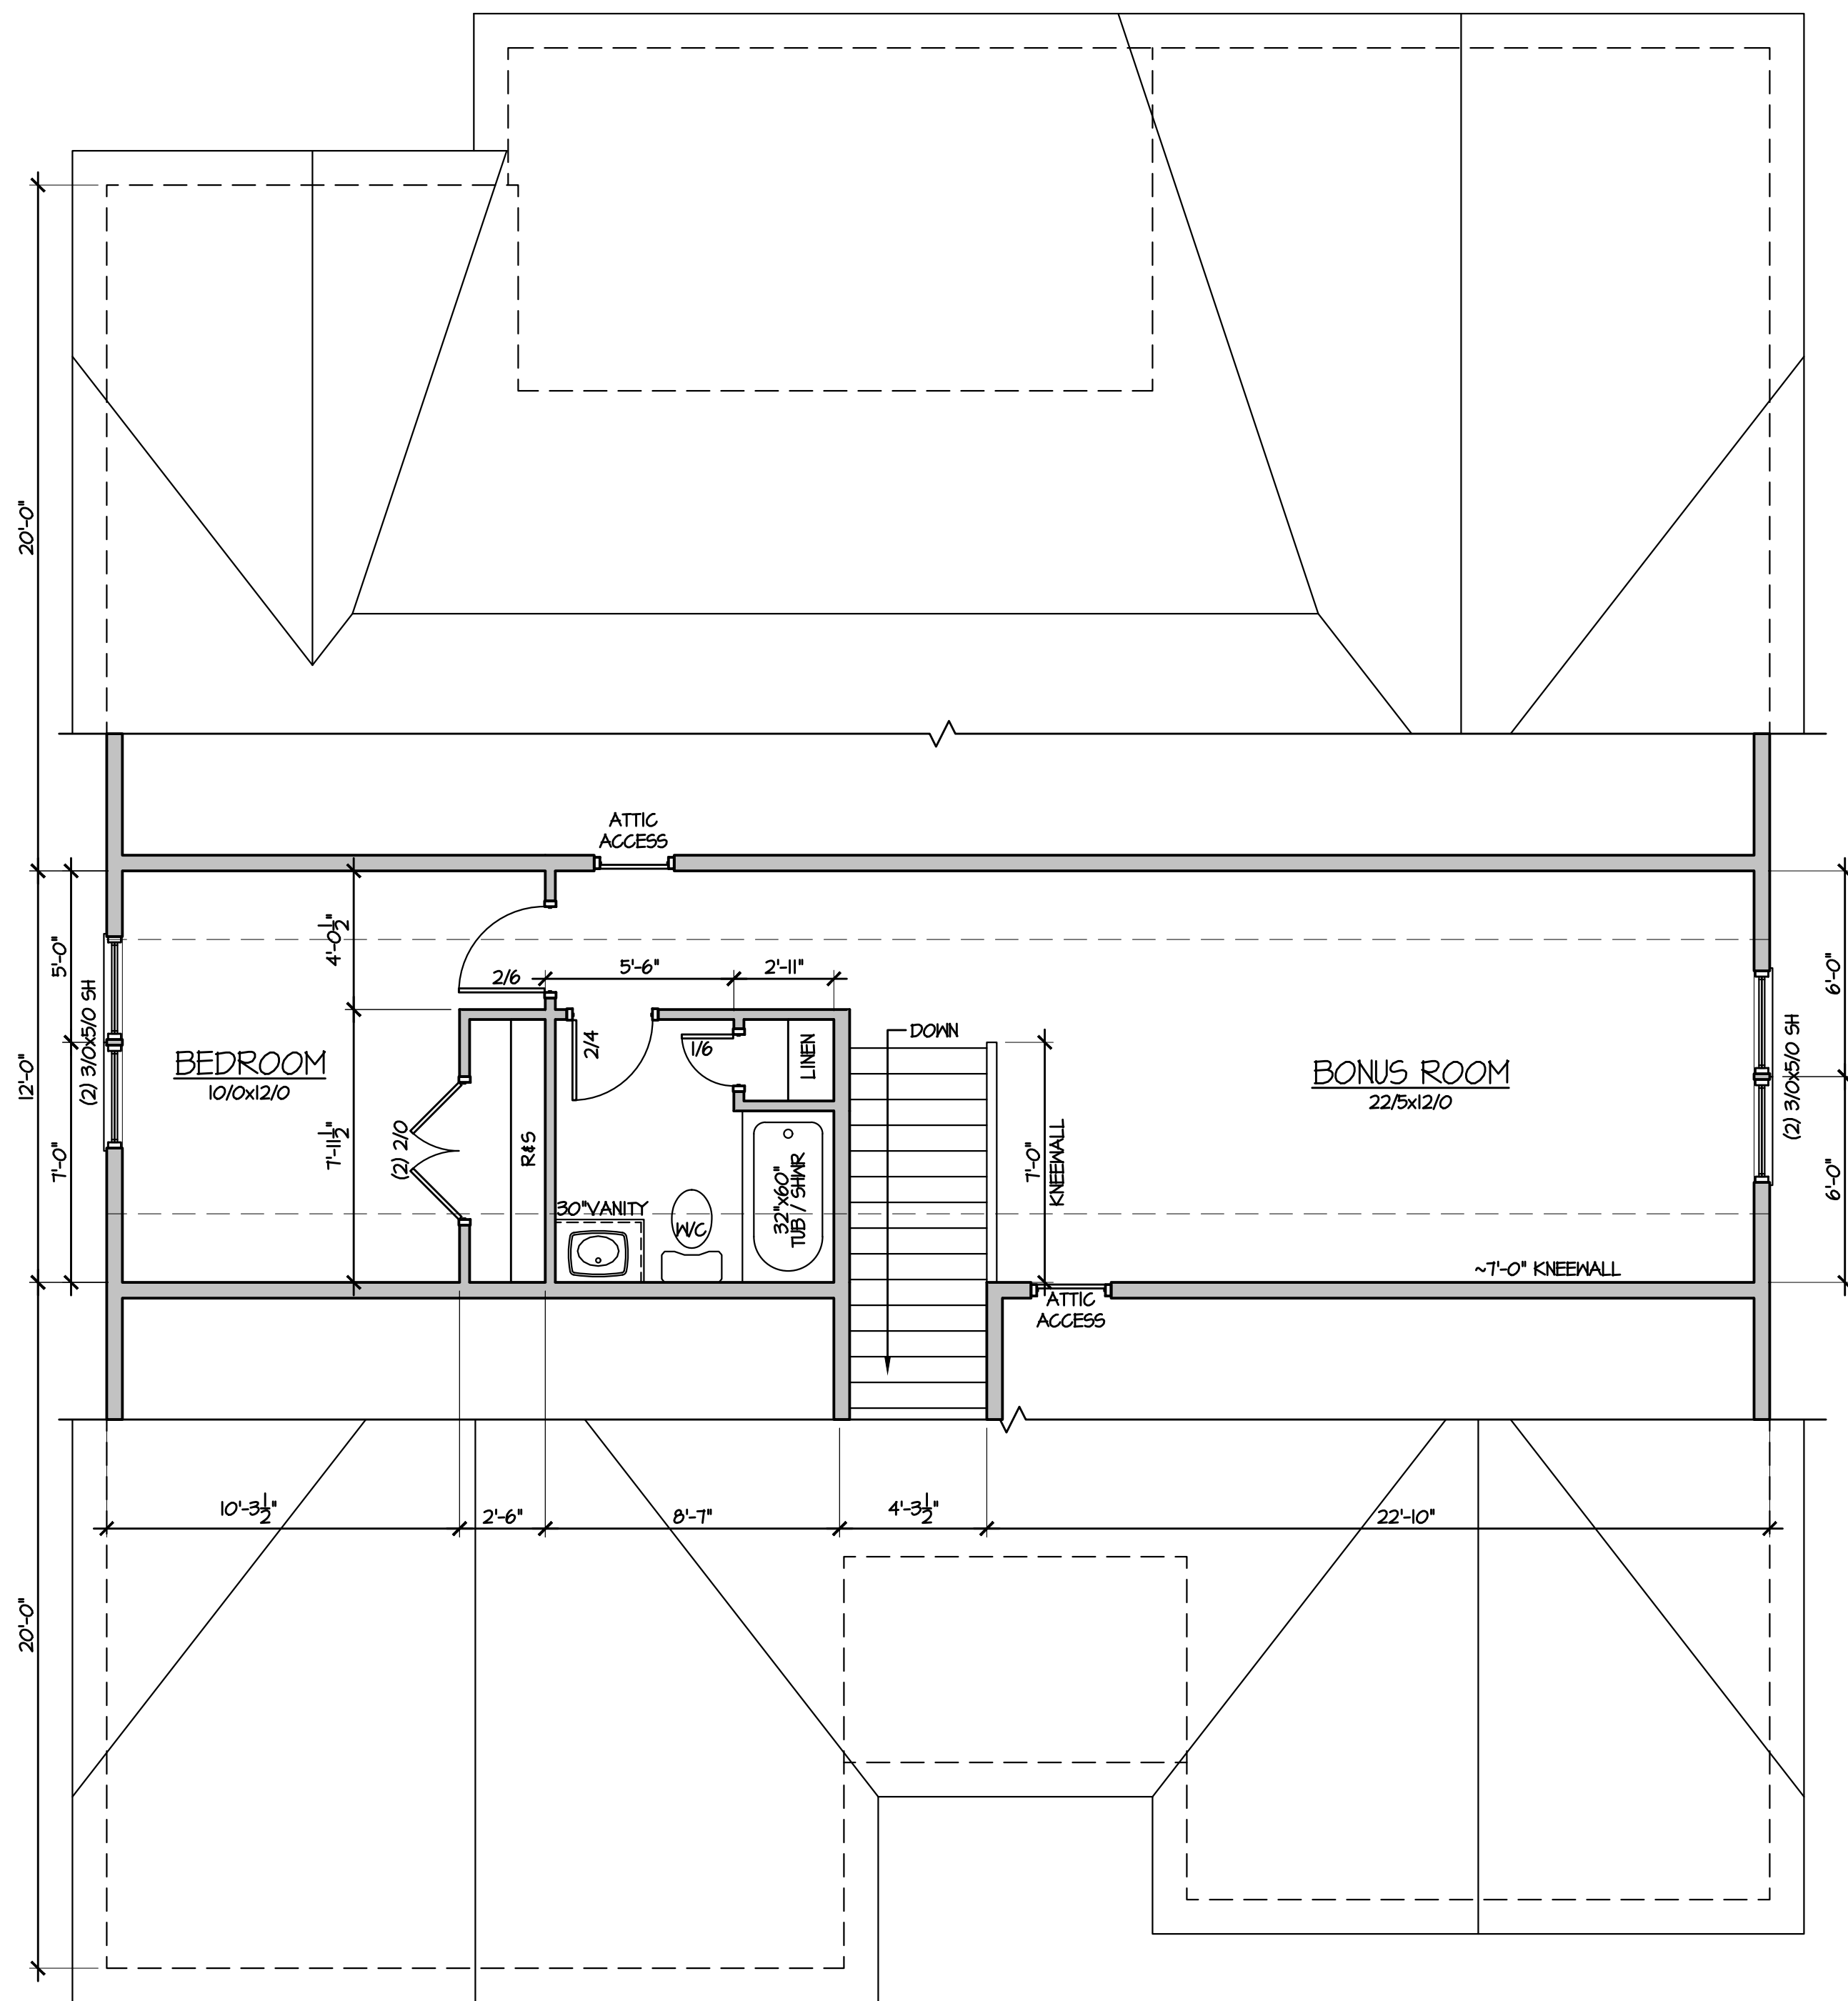 20'-0"
ATTIC
ACCESS
5'-0"
4'-0 1/2"
6'-0"
2/6
5'-6"
2'-11"
(2) 3/0x5/0 SH
12'-0"
BEDROOM
10/0x12/0
2/4
1/6
LINEN
DOWN
BONUS ROOM
22/5x12/0
(2) 3/0x5/0 SH
7'-0"
7'-11 1/2"
(2) 2/0
R&S
30"VANITY
W/C
32"x60"
TUB / SHWR
7'-0"
KNEEWALL
6'-0"
~7'-0" KNEEWALL
ATTIC
ACCESS
10'-3 1/2"
2'-6"
8'-7"
4'-3 1/2"
22'-10"
20'-0"